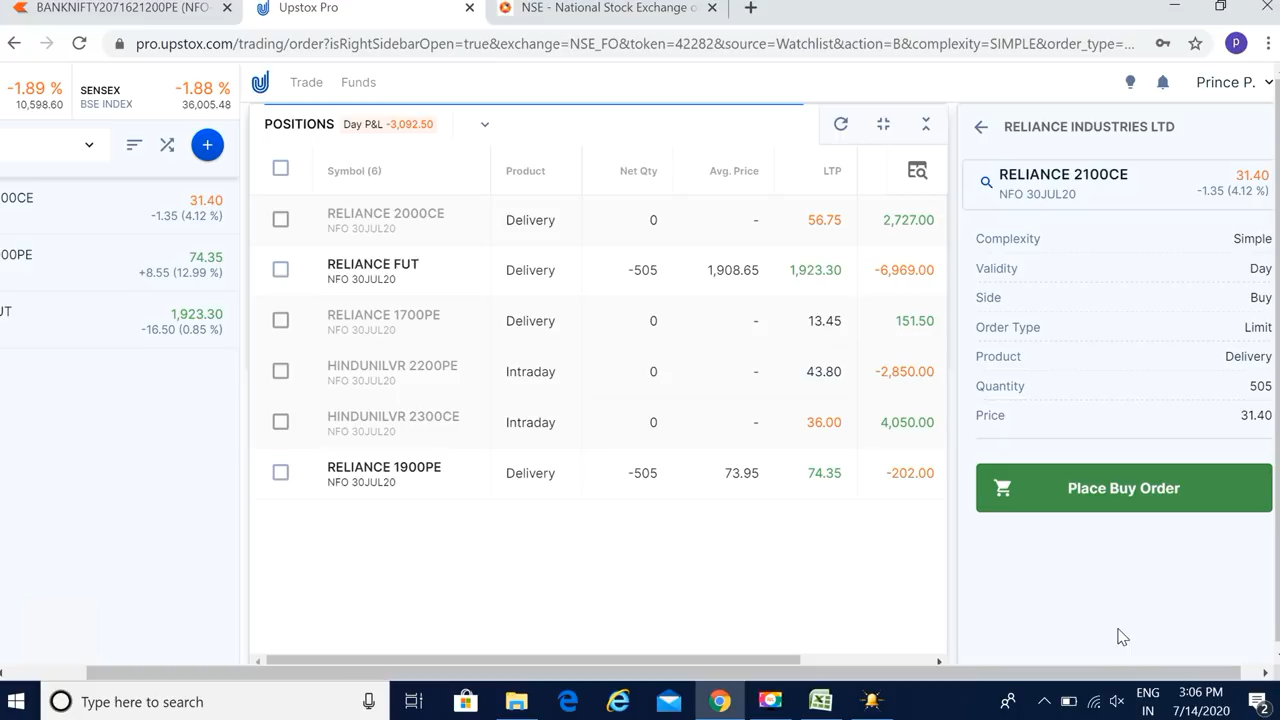 BANKNIFTY2071621200PE (NFO
Upstox Pro
NSE - National Stock Exchange o
pro.upstox.com/trading/order?isRightSidebarOpen=true&exchange=NSE_FO&token=42282&source=Watchlist&action=B&complexity=SIMPLE&order_type=...
P
-1.89 %
10,598.60
SENSEX
BSE INDEX
-1.88 %
36,005.48
Trade
Funds
Prince P.
00CE
31.40
-1.35 (4.12 %)
00PE
74.35
+8.55 (12.99 %)
UT
1,923.30
-16.50 (0.85 %)
POSITIONS Day P&L -3,092.50
Symbol (6) Product Net Qty Avg. Price LTP
RELIANCE 2000CE Delivery 0 - 56.75 2,727.00
NFO 30JUL20
RELIANCE FUT Delivery -505 1,908.65 1,923.30 -6,969.00
NFO 30JUL20
RELIANCE 1700PE Delivery 0 - 13.45 151.50
NFO 30JUL20
HINDUNILVR 2200PE Intraday 0 - 43.80 -2,850.00
NFO 30JUL20
HINDUNILVR 2300CE Intraday 0 - 36.00 4,050.00
NFO 30JUL20
RELIANCE 1900PE Delivery -505 73.95 74.35 -202.00
NFO 30JUL20
RELIANCE INDUSTRIES LTD
RELIANCE 2100CE 31.40
NFO 30JUL20 -1.35 (4.12 %)
Complexity Simple
Validity Day
Side Buy
Order Type Limit
Product Delivery
Quantity 505
Price 31.40
Place Buy Order
Type here to search
ENG
IN
3:06 PM
7/14/2020
2